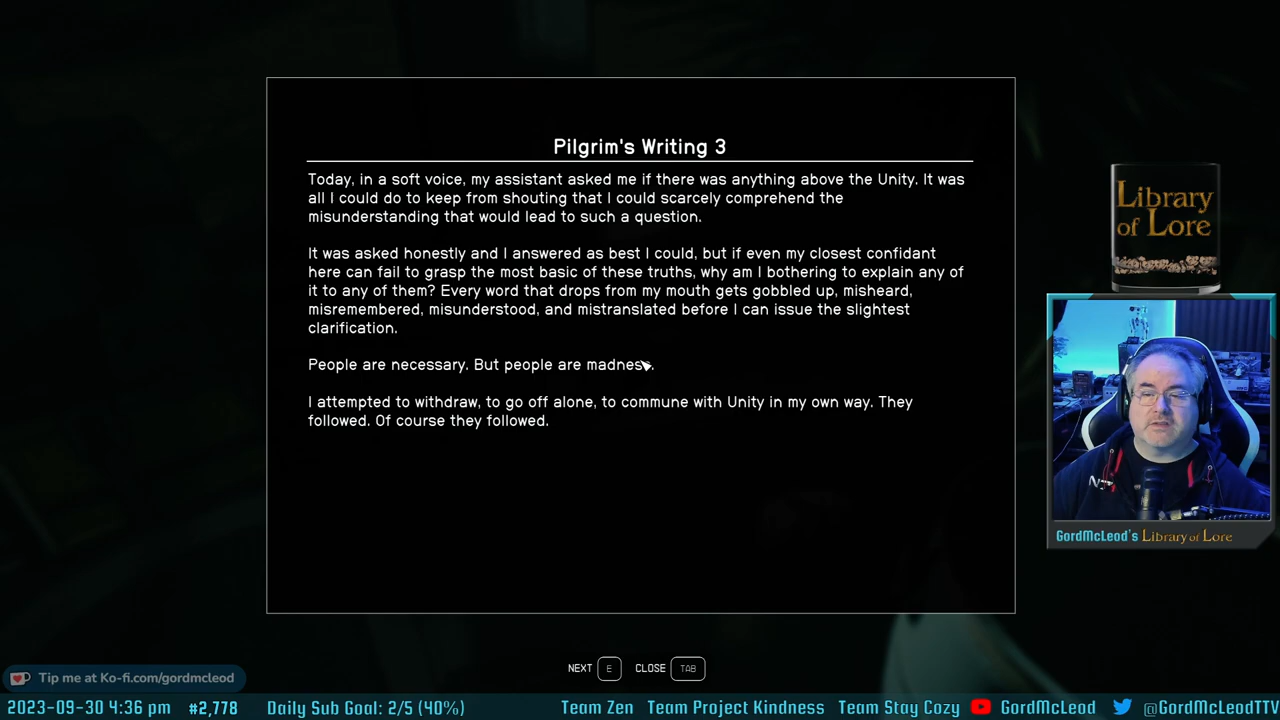 Pilgrim's Writing 3
Today, in a soft voice, my assistant asked me if there was anything above the Unity. It was
all I could do to keep from shouting that I could scarcely comprehend the
misunderstanding that would lead to such a question.
It was asked honestly and I answered as best I could, but if even my closest confidant
here can fail to grasp the most basic of these truths, why am I bothering to explain any of
it to any of them? Every word that drops from my mouth gets gobbled up, misheard,
misremembered, misunderstood, and mistranslated before I can issue the slightest
clarification.
People are necessary. But people are madness.
I attempted to withdraw, to go off alone, to commune with Unity in my own way. They
followed. Of course they followed.
NEXT E CLOSE TAB
Library
of Lore
GordMcLeod's Library of Lore
Tip me at Ko-fi.com/gordmcleod
2023-09-30 4:36 pm #2,778 Daily Sub Goal: 2/5 (40%) Team Zen Team Project Kindness Team Stay Cozy GordMcLeod @GordMcLeodTTV